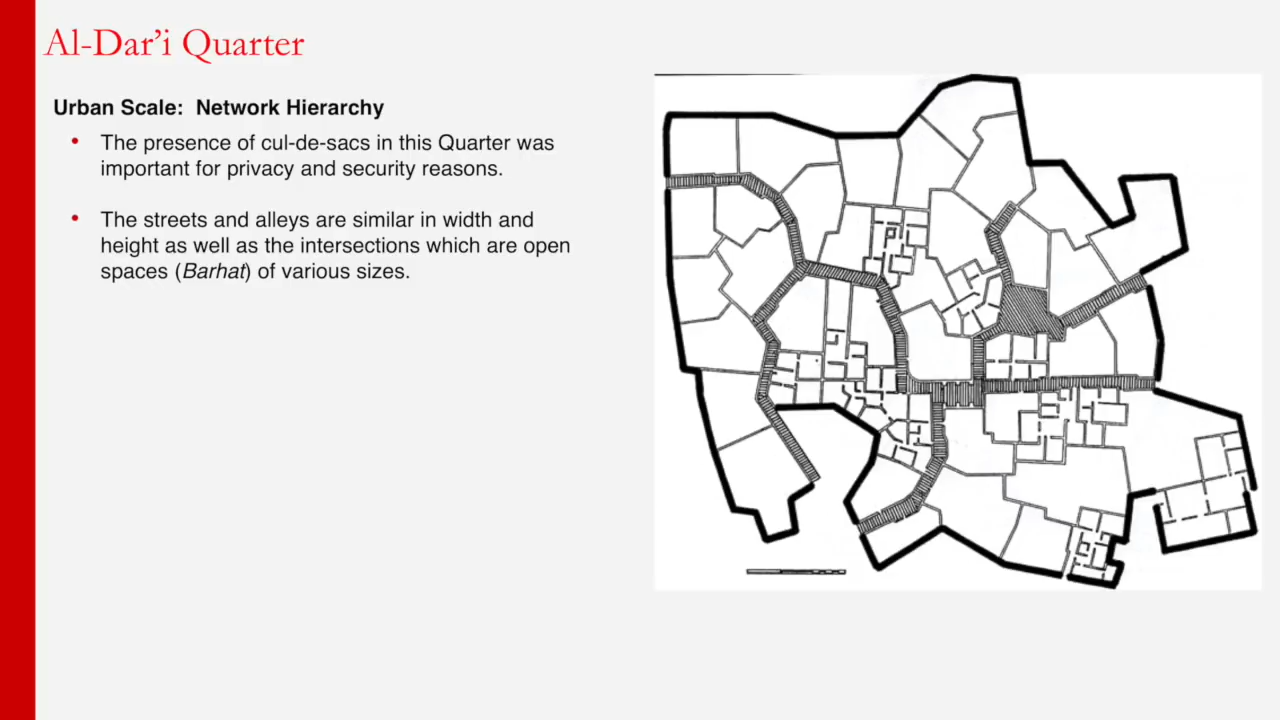 Al-Dar’i Quarter
Urban Scale:  Network Hierarchy
• The presence of cul-de-sacs in this Quarter was
important for privacy and security reasons.
• The streets and alleys are similar in width and
height as well as the intersections which are open
spaces (Barhat) of various sizes.